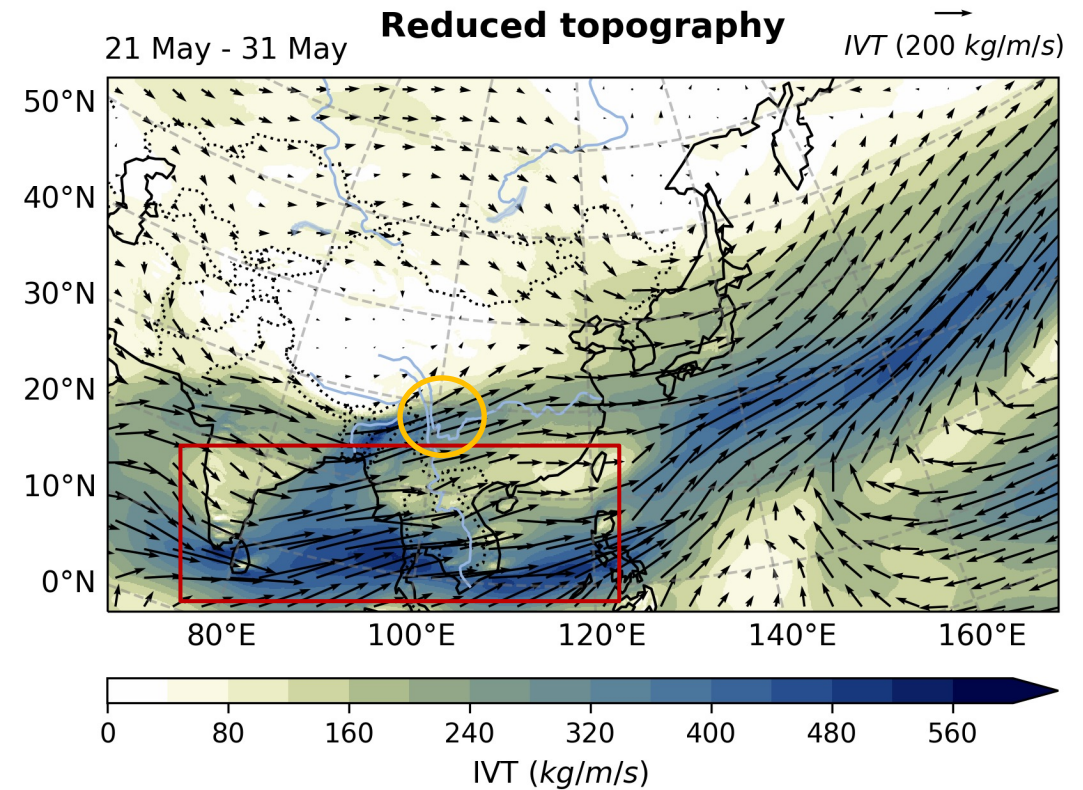 Reduced topography
21 May - 31 May
IVT (200 kg/m/s)
50°N
40°N
30°N
20°N
10°N
0°N
80°E 100°E 120°E 140°E 160°E
0 80 160 240 320 400 480 560
IVT (kg/m/s)